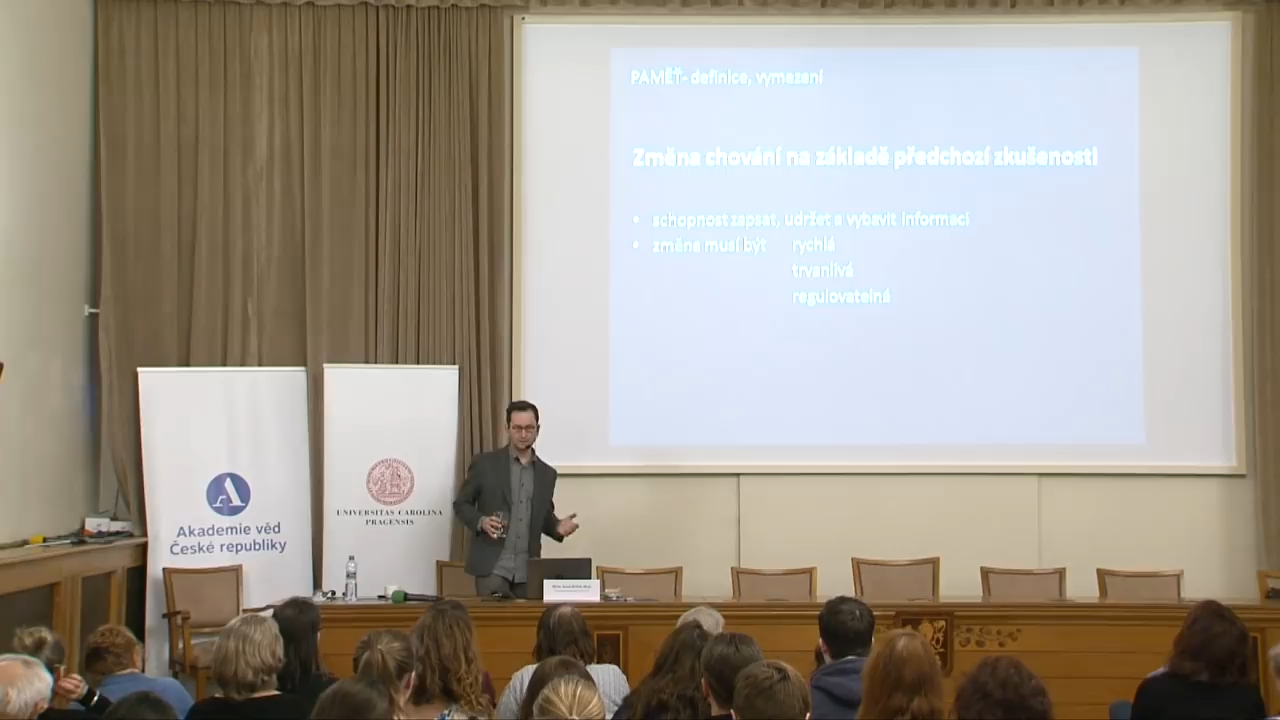 PAMĚŤ- definice, vymazení
Změna chování na základě předchozí zkušenosti
• schopnost zapsat, udržet a vybavit informaci
• změna musí být rychlá
trvanlivá
regulovatelná
Akademie věd
České republiky
UNIVERSITAS CAROLINA
PRAGENSIS